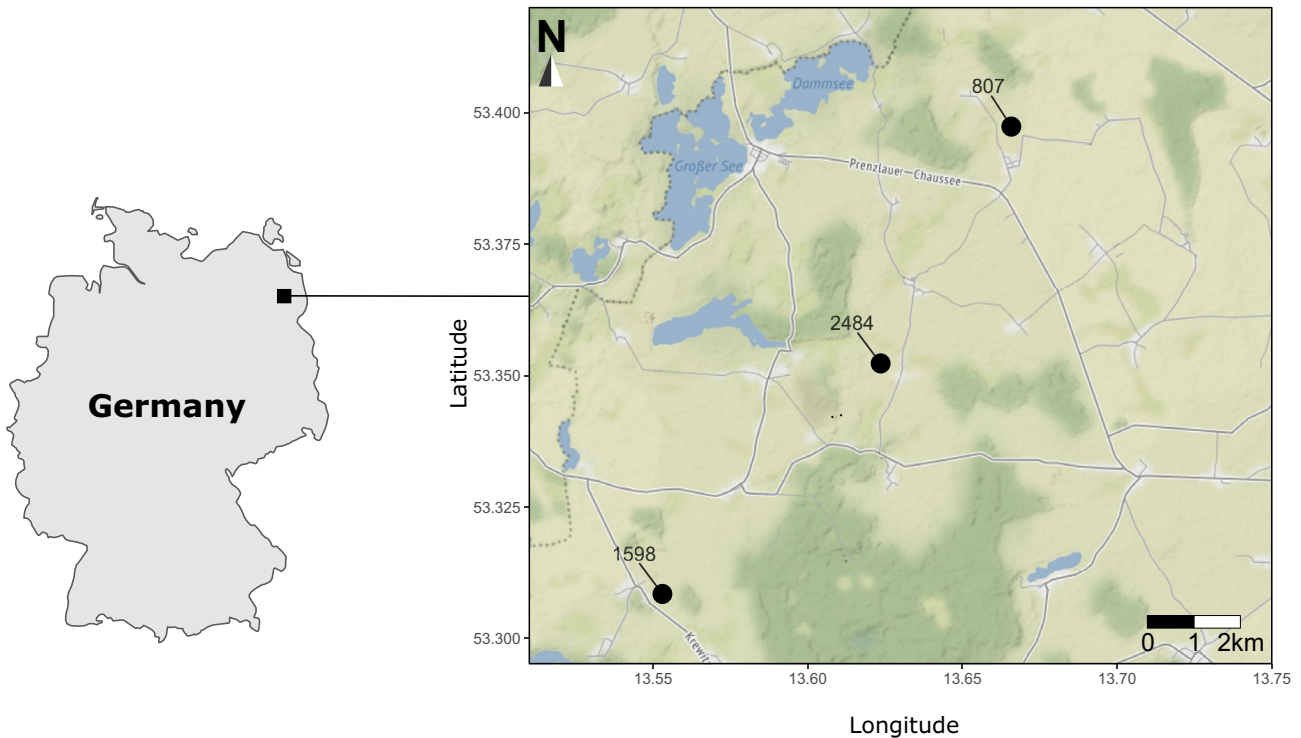 N
Dammsee
807
53.400
Großer See
Prenzlauer Chaussee
53.375
2484
53.350
Latitude
Germany
53.325
1598
53.300
Krewit
0 1 2km
13.55 13.60 13.65 13.70 13.75
Longitude